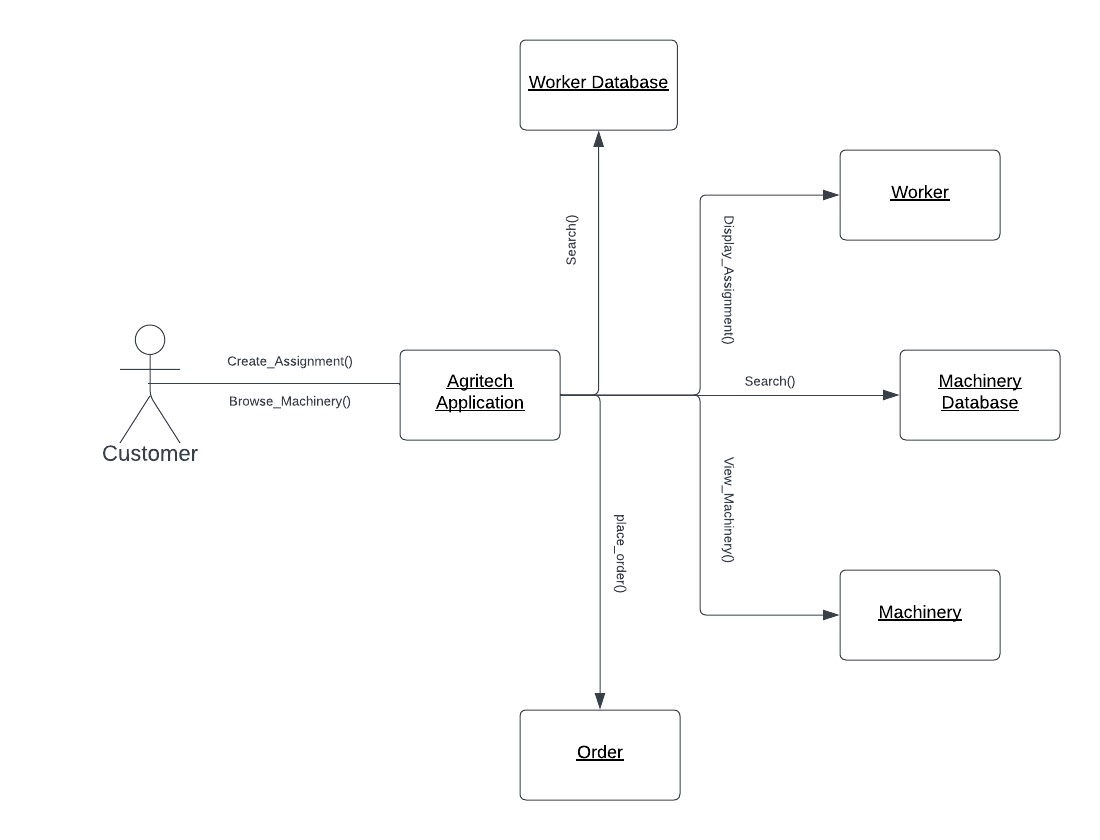 Worker Database
Worker
Search()
Display_Assignment()
Create_Assignment()
Browse_Machinery()
Customer
Agritech
Application
Search()
Machinery
Database
View_Machinery()
place_order()
Machinery
Order